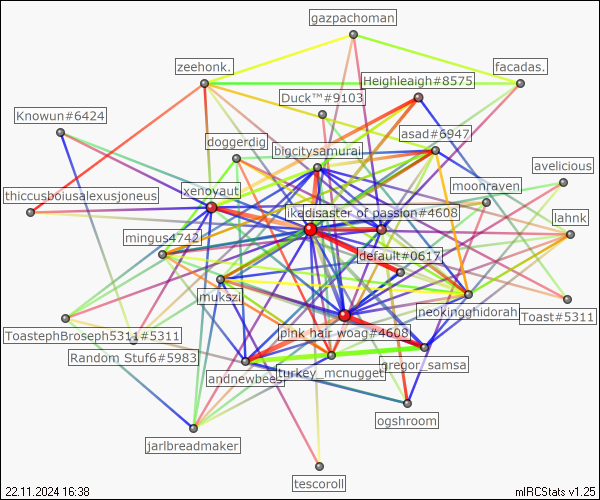 gazpachoman
zeehonk.
facadas.
Heighleaigh#8575
Duck™#9103
Knowun#6424
asad#6947
doggerdig
bigcitysamurai
avelicious
moonraven
thiccusboiusalexusjoneus
xenoyaut
disaster of passion#4608
lahnk
mingus4742
default#0617
mukszi
neokingghidorah
Toast#5311
ToastephBroseph5311#5311
pink hair woag#4608
Random Stuf6#5983
gregor_samsa
andnewbees
turkey_mcnugget
ogshroom
jarlbreadmaker
tescoroll
22.11.2024 16:38
mIRCStats v1.25